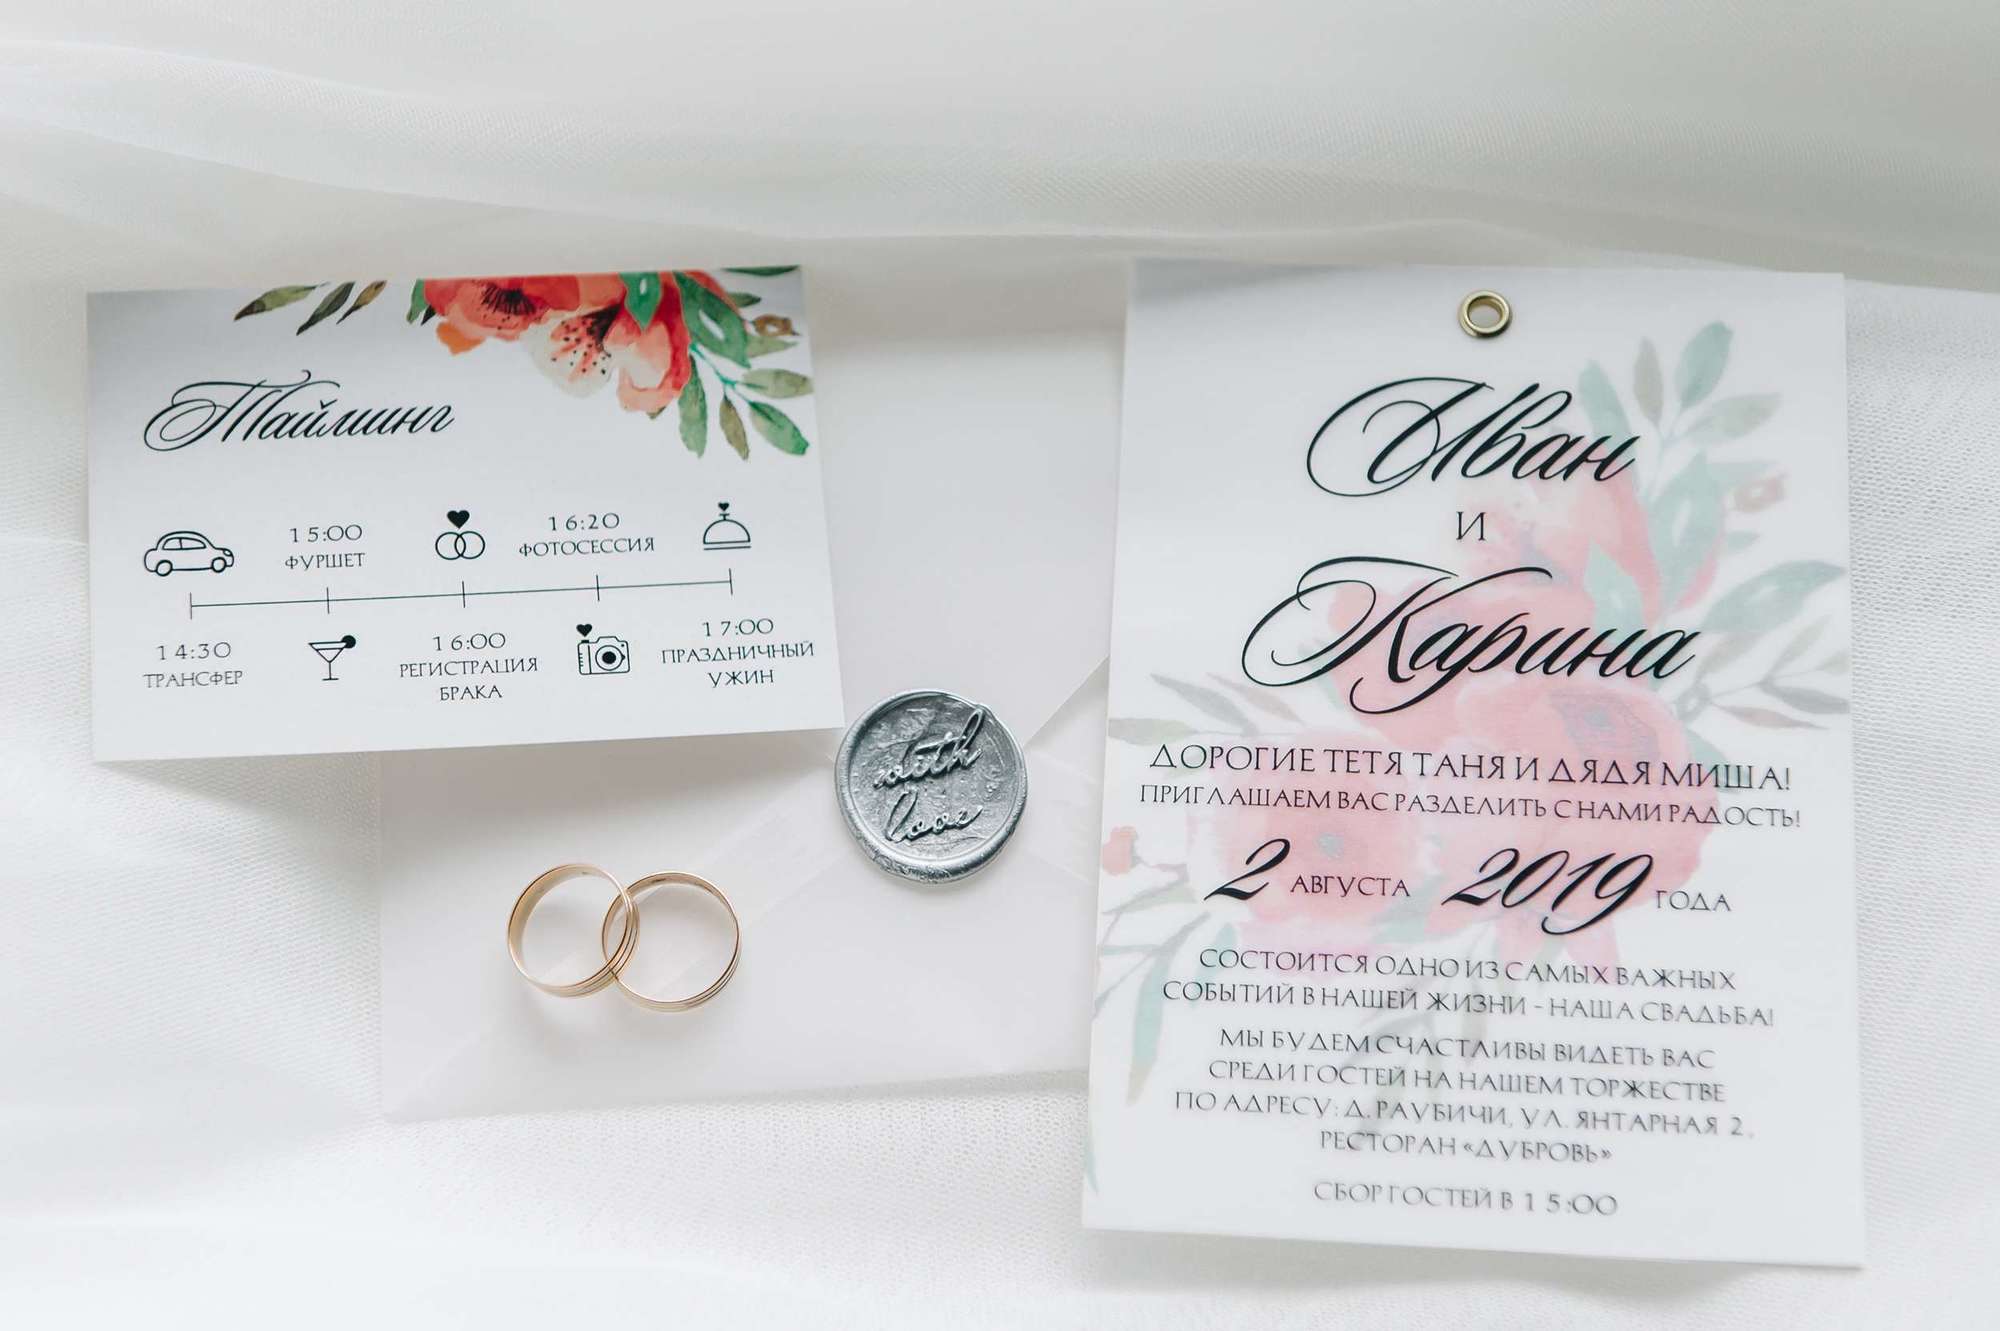 Тайминг
15:00
ФУРШЕТ
16:20
ФОТОСЕССИЯ
14:30
ТРАНСФЕР
16:00
РЕГИСТРАЦИЯ
БРАКА
17:00
ПРАЗДНИЧНЫЙ
УЖИН
with
love
Иван
И
Карина
ДОРОГИЕ ТЕТЯ ТАНЯ И ДЯДЯ МИША!
ПРИГЛАШАЕМ ВАС РАЗДЕЛИТЬ С НАМИ РАДОСТЬ!
2 АВГУСТА 2019 ГОДА
СОСТОИТСЯ ОДНО ИЗ САМЫХ ВАЖНЫХ
СОБЫТИЙ В НАШЕЙ ЖИЗНИ - НАША СВАДЬБА!
МЫ БУДЕМ СЧАСТЛИВЫ ВИДЕТЬ ВАС
СРЕДИ ГОСТЕЙ НА НАШЕМ ТОРЖЕСТВЕ
ПО АДРЕСУ: Д. РАУБИЧИ, УЛ. ЯНТАРНАЯ 2,
РЕСТОРАН «ДУБРОВЬ»
СБОР ГОСТЕЙ В 15:00